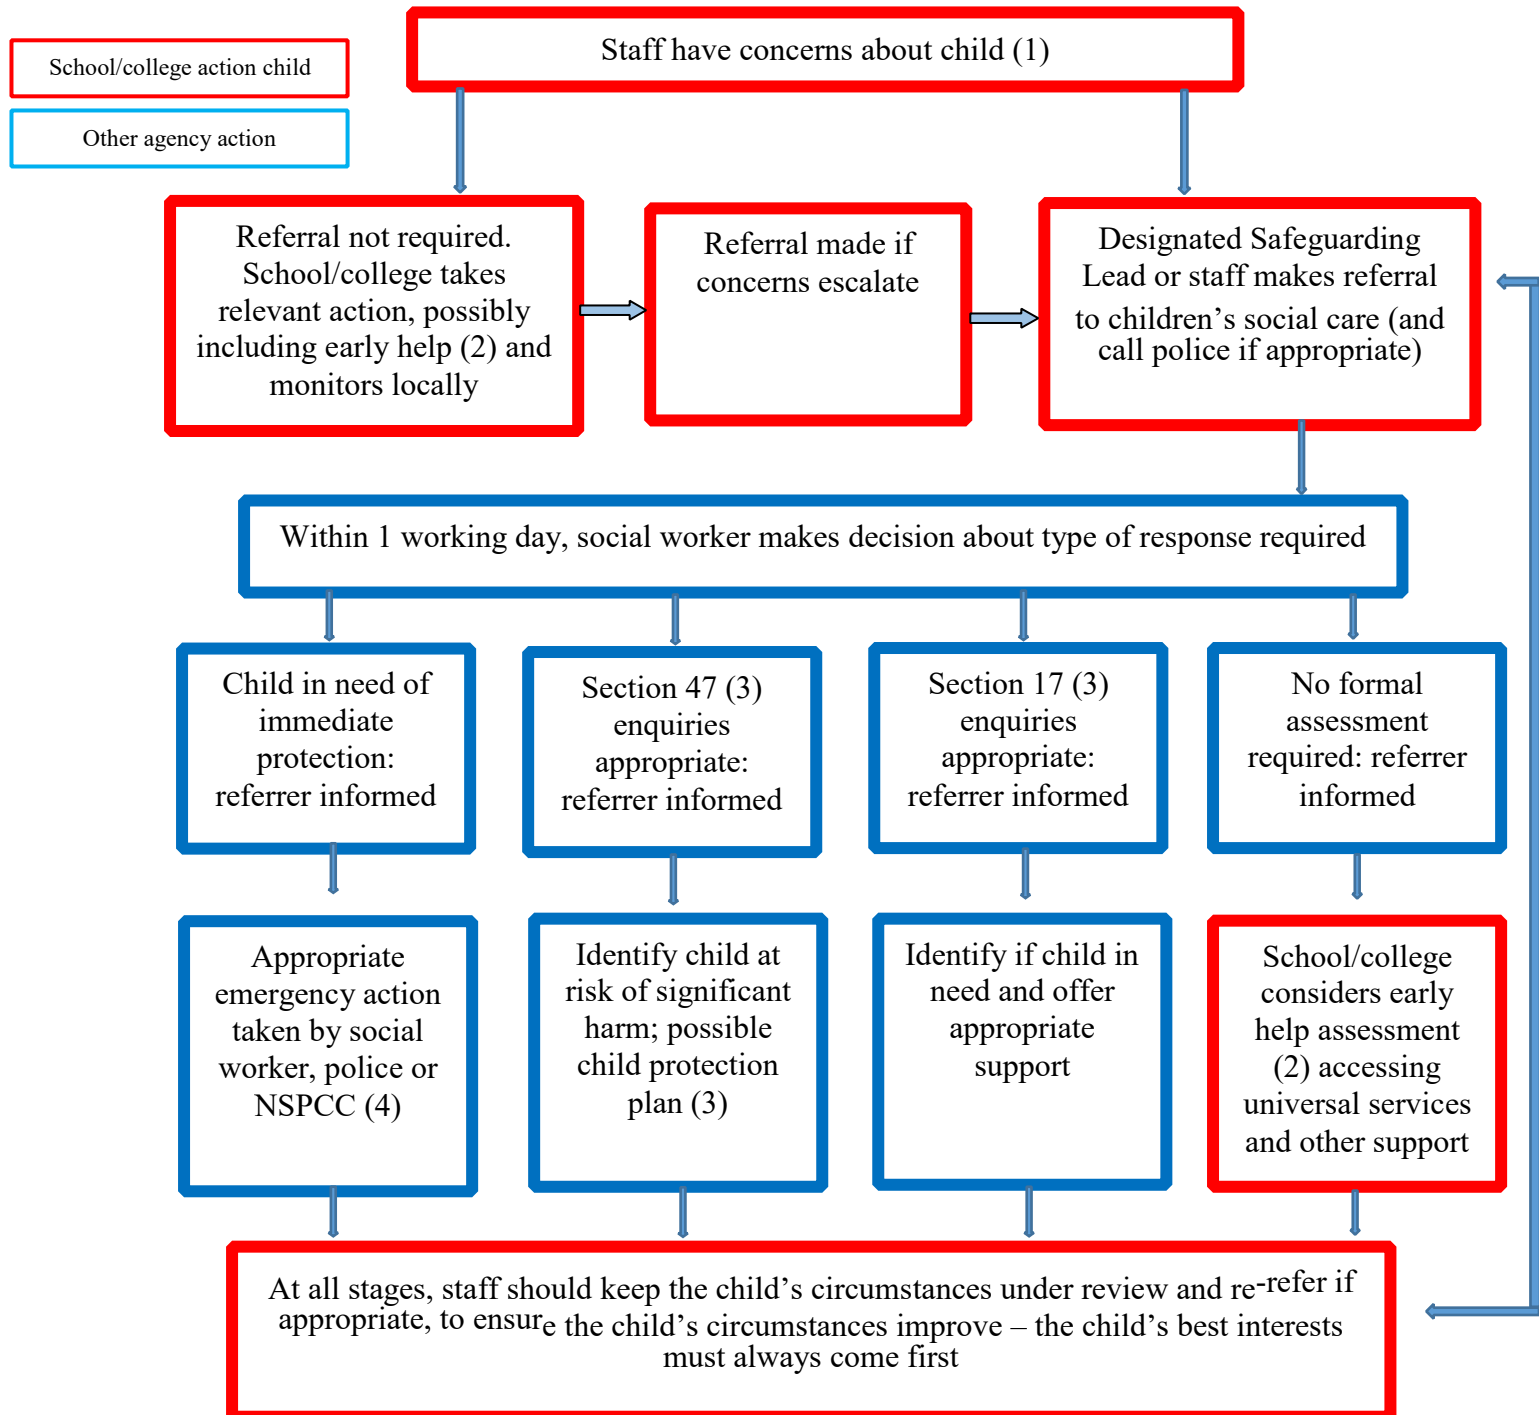 Staff have concerns about child (1)
School/college action child
Other agency action
Referral not required.
School/college takes
relevant action, possibly
including early help (2) and
monitors locally
Referral made if
concerns escalate
Designated Safeguarding
Lead or staff makes referral
to children’s social care (and
call police if appropriate)
Within 1 working day, social worker makes decision about type of response required
Child in need of
immediate
protection:
referrer informed
Section 47 (3)
enquiries
appropriate:
referrer informed
Section 17 (3)
enquiries
appropriate:
referrer informed
No formal
assessment
required: referrer
informed
Appropriate
emergency action
taken by social
worker, police or
NSPCC (4)
Identify child at
risk of significant
harm; possible
child protection
plan (3)
Identify if child in
need and offer
appropriate
support
School/college
considers early
help assessment
(2) accessing
universal services
and other support
At all stages, staff should keep the child’s circumstances under review and re-refer if
appropriate, to ensure the child’s circumstances improve – the child’s best interests
must always come first